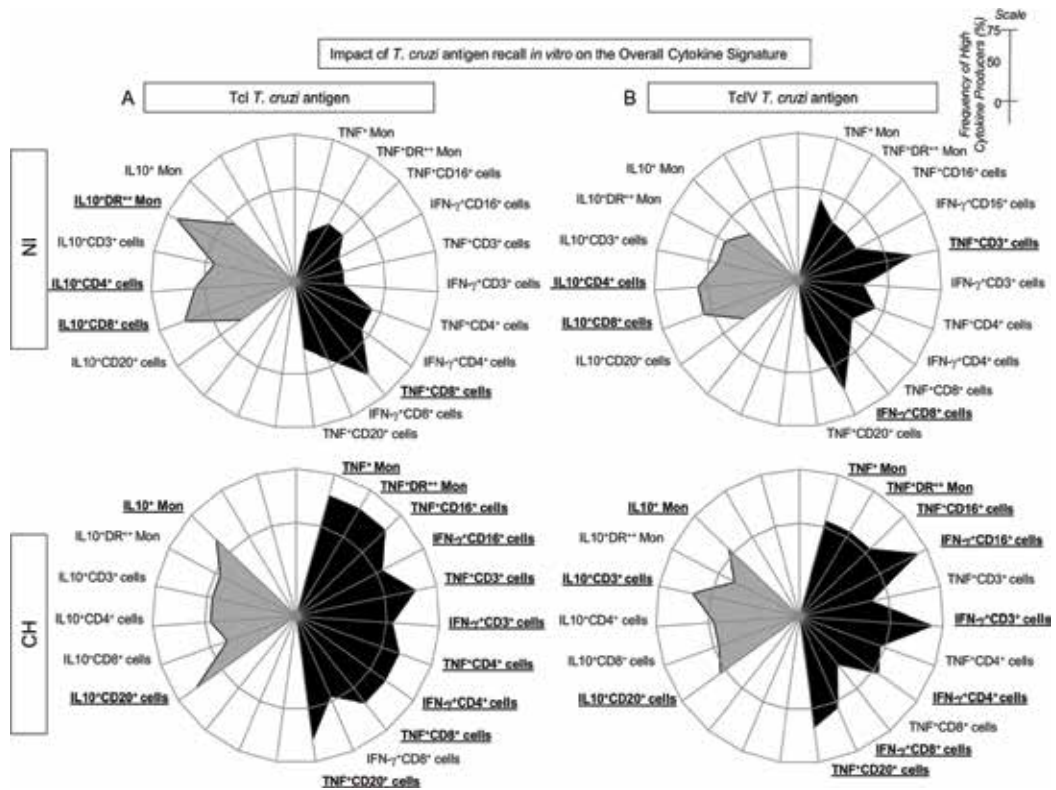 Scale
75
50
0
Frequency of High
Cytokine Producers (%)
Impact of T. cruzi antigen recall in vitro on the Overall Cytokine Signature
A
TcI T. cruzi antigen
B
TcIV T. cruzi antigen
NI
TNF⁺ Mon
TNF⁺DR⁺⁺ Mon
TNF⁺CD16⁺ cells
IFN-γ⁺CD16⁺ cells
TNF⁺CD3⁺ cells
IFN-γ⁺CD3⁺ cells
TNF⁺CD4⁺ cells
IFN-γ⁺CD4⁺ cells
TNF⁺CD8⁺ cells
IFN-γ⁺CD8⁺ cells
TNF⁺CD20⁺ cells
IL10⁺ Mon
IL10⁺DR⁺⁺ Mon
IL10⁺CD3⁺ cells
IL10⁺CD4⁺ cells
IL10⁺CD8⁺ cells
IL10⁺CD20⁺ cells
TNF⁺ Mon
TNF⁺DR⁺⁺ Mon
TNF⁺CD16⁺ cells
IFN-γ⁺CD16⁺ cells
TNF⁺CD3⁺ cells
IFN-γ⁺CD3⁺ cells
TNF⁺CD4⁺ cells
IFN-γ⁺CD4⁺ cells
TNF⁺CD8⁺ cells
IFN-γ⁺CD8⁺ cells
TNF⁺CD20⁺ cells
IL10⁺ Mon
IL10⁺DR⁺⁺ Mon
IL10⁺CD3⁺ cells
IL10⁺CD4⁺ cells
IL10⁺CD8⁺ cells
IL10⁺CD20⁺ cells
CH
TNF⁺ Mon
TNF⁺DR⁺⁺ Mon
TNF⁺CD16⁺ cells
IFN-γ⁺CD16⁺ cells
TNF⁺CD3⁺ cells
IFN-γ⁺CD3⁺ cells
TNF⁺CD4⁺ cells
IFN-γ⁺CD4⁺ cells
TNF⁺CD8⁺ cells
IFN-γ⁺CD8⁺ cells
TNF⁺CD20⁺ cells
IL10⁺ Mon
IL10⁺DR⁺⁺ Mon
IL10⁺CD3⁺ cells
IL10⁺CD4⁺ cells
IL10⁺CD8⁺ cells
IL10⁺CD20⁺ cells
TNF⁺ Mon
TNF⁺DR⁺⁺ Mon
TNF⁺CD16⁺ cells
IFN-γ⁺CD16⁺ cells
TNF⁺CD3⁺ cells
IFN-γ⁺CD3⁺ cells
TNF⁺CD4⁺ cells
IFN-γ⁺CD4⁺ cells
TNF⁺CD8⁺ cells
IFN-γ⁺CD8⁺ cells
TNF⁺CD20⁺ cells
IL10⁺ Mon
IL10⁺DR⁺⁺ Mon
IL10⁺CD3⁺ cells
IL10⁺CD4⁺ cells
IL10⁺CD8⁺ cells
IL10⁺CD20⁺ cells